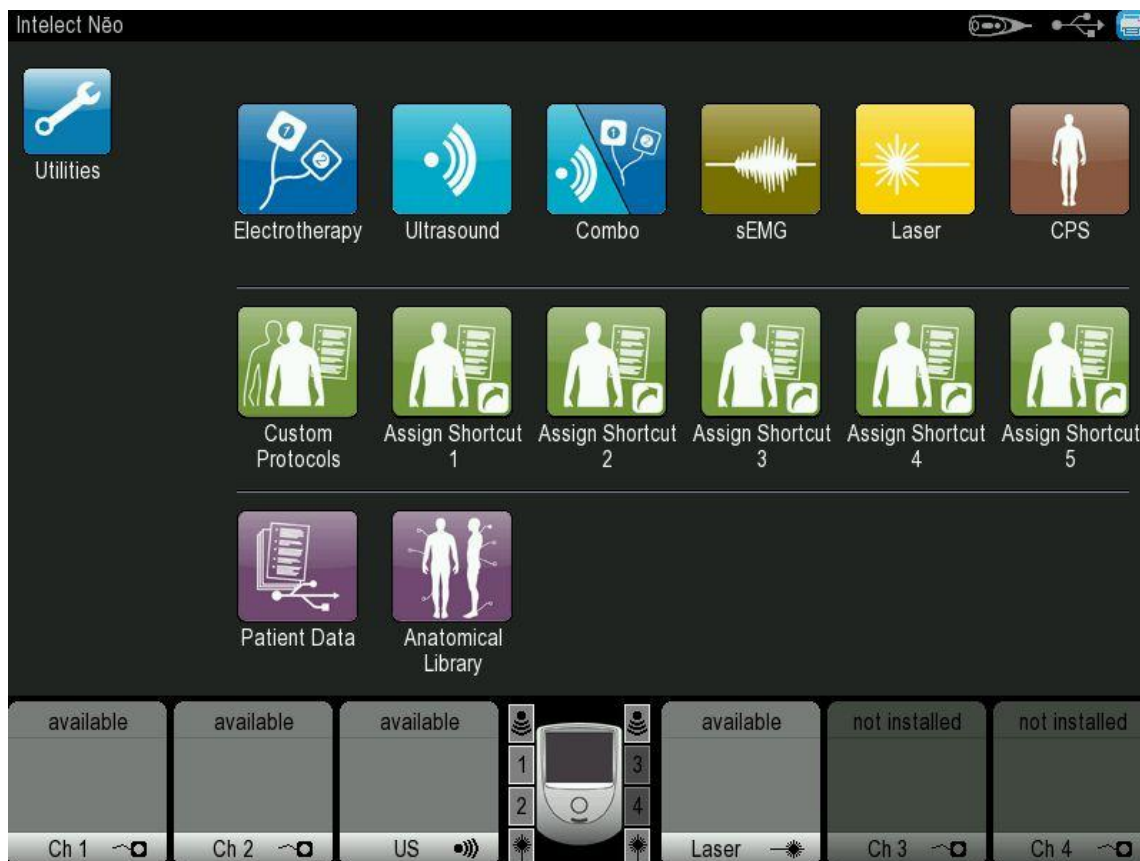 Intelect Nēo
Utilities
Electrotherapy
Ultrasound
Combo
sEMG
Laser
CPS
Custom
Protocols
Assign Shortcut
1
Assign Shortcut
2
Assign Shortcut
3
Assign Shortcut
4
Assign Shortcut
5
Patient Data
Anatomical
Library
available
available
available
available
not installed
not installed
1
2
3
4
Ch 1
Ch 2
US
Laser
Ch 3
Ch 4